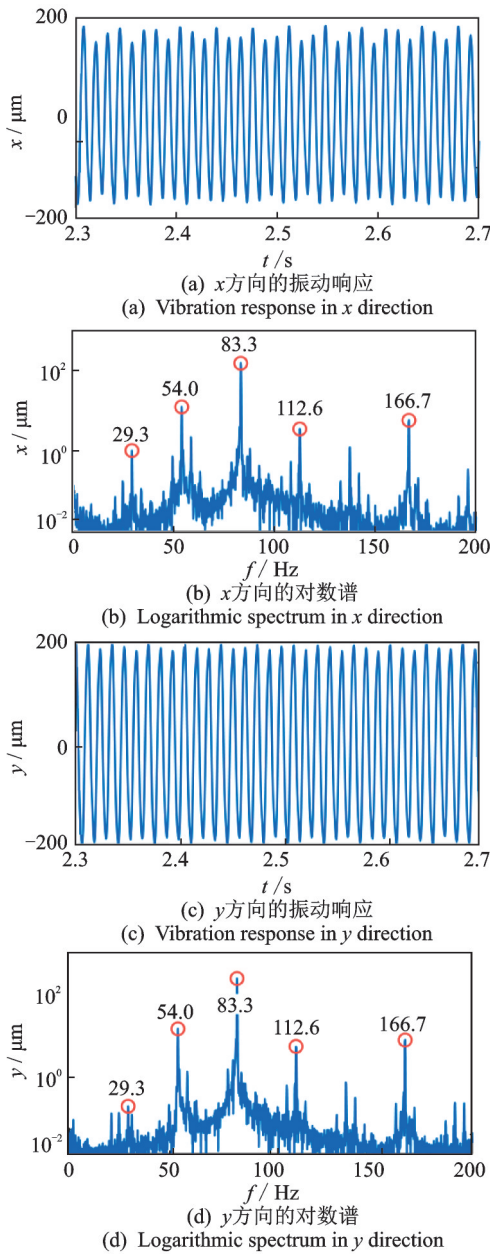 200
x / μm
0
−200
2.3 2.4 2.5 2.6 2.7
t /s
(a) x方向的振动响应
(a) Vibration response in x direction
83.3
10²
54.0
112.6
166.7
x / μm
29.3
10⁰
10⁻²
0 50 100 150 200
f / Hz
(b) x方向的对数谱
(b) Logarithmic spectrum in x direction
200
y / μm
0
−200
2.3 2.4 2.5 2.6 2.7
t /s
(c) y方向的振动响应
(c) Vibration response in y direction
10²
54.0
83.3
112.6
166.7
y / μm
29.3
10⁰
10⁻²
0 50 100 150 200
f / Hz
(d) y方向的对数谱
(d) Logarithmic spectrum in y direction